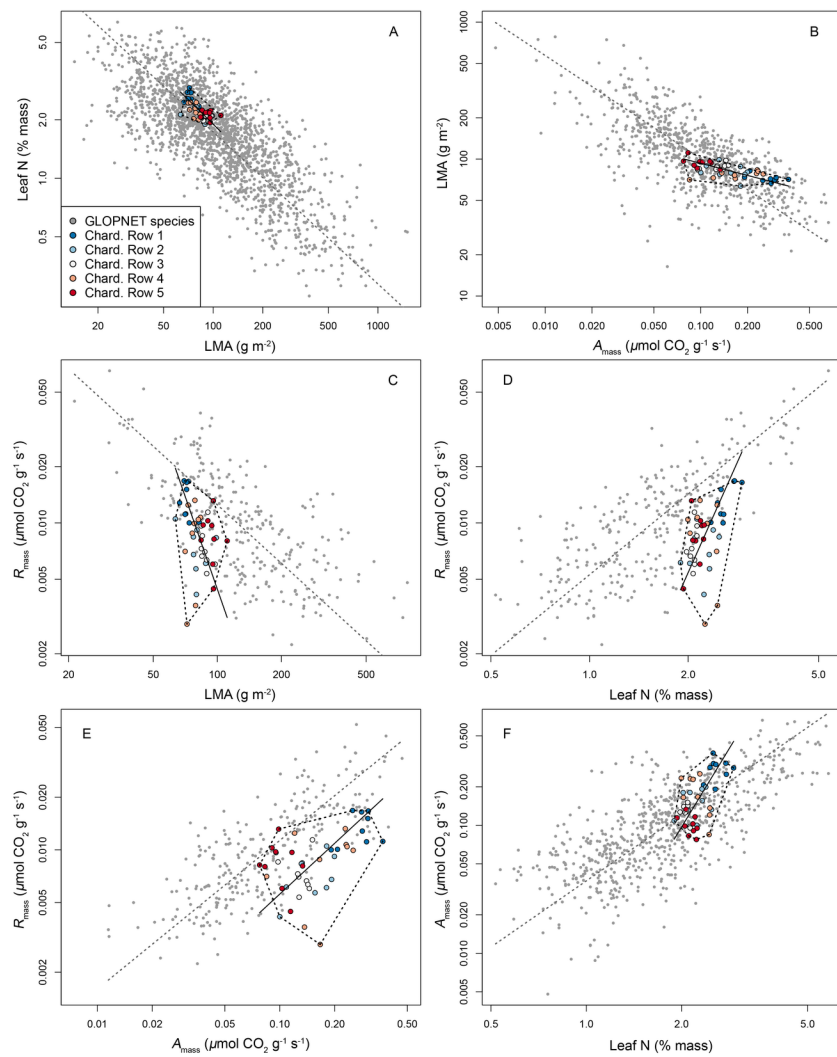 A
Leaf N (% mass)
5.0
2.0
1.0
0.5
GLOPNET species
Chard. Row 1
Chard. Row 2
Chard. Row 3
Chard. Row 4
Chard. Row 5
20 50 100 200 500 1000
LMA (g m⁻²)
B
LMA (g m⁻²)
1000
500
100
50
10
0.005 0.010 0.050 0.100 0.200 0.500
Amass (µmol CO₂ g⁻¹ s⁻¹)
C
Rmass (µmol CO₂ g⁻¹ s⁻¹)
0.050
0.020
0.010
0.005
0.002
20 50 100 200 500
LMA (g m⁻²)
D
Rmass (µmol CO₂ g⁻¹ s⁻¹)
0.050
0.020
0.010
0.005
0.002
0.5 1.0 2.0 5.0
Leaf N (% mass)
E
Rmass (µmol CO₂ g⁻¹ s⁻¹)
0.050
0.020
0.010
0.005
0.002
0.01 0.02 0.05 0.10 0.20 0.50
Amass (µmol CO₂ g⁻¹ s⁻¹)
F
Amass (µmol CO₂ g⁻¹ s⁻¹)
0.500
0.100
0.050
0.010
0.005
0.5 1.0 2.0 5.0
Leaf N (% mass)